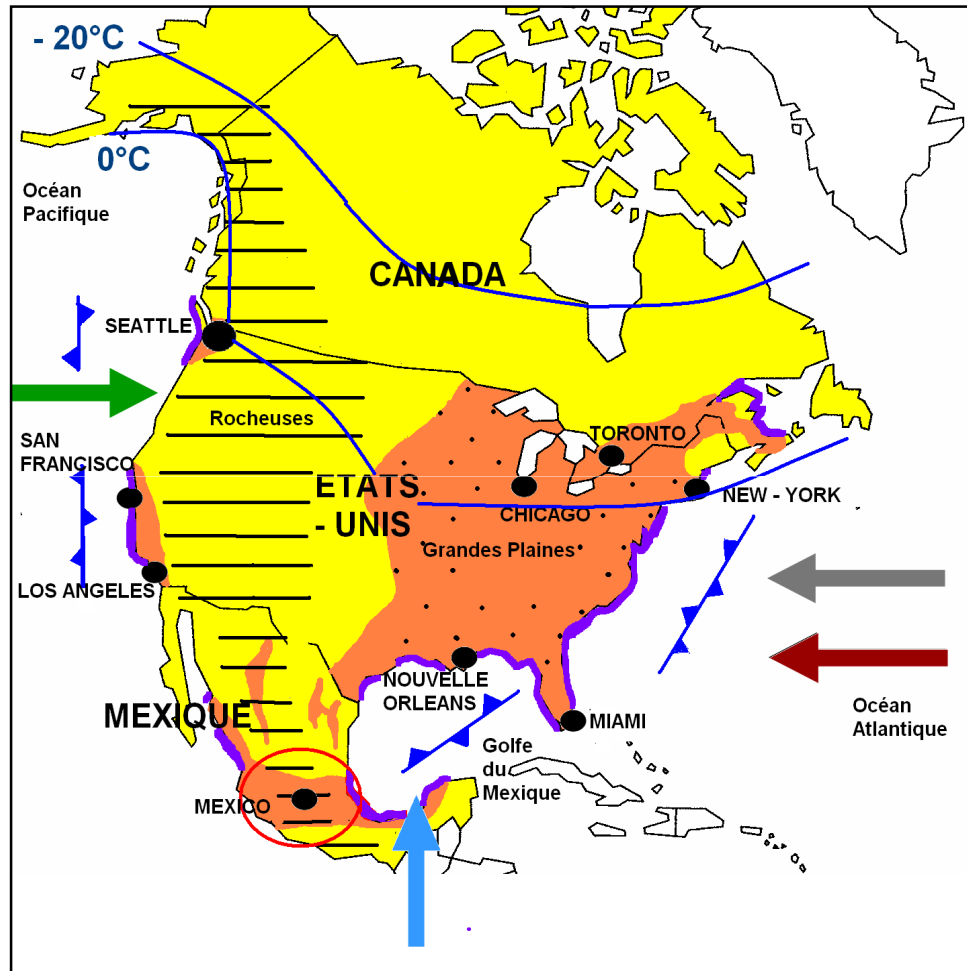 - 20°C
0°C
Océan
Pacifique
CANADA
SEATTLE
Rocheuses
SAN
FRANCISCO
TORONTO
ETATS
- UNIS
NEW - YORK
CHICAGO
Grandes Plaines
LOS ANGELES
NOUVELLE
ORLEANS
MEXIQUE
MIAMI
Océan
Atlantique
Golfe
du
Mexique
MEXICO